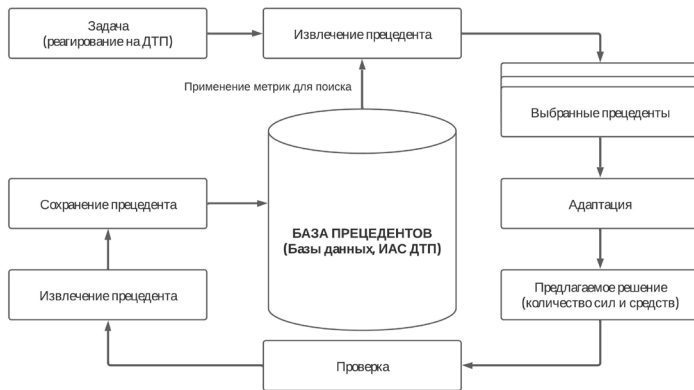 Задача
(реагирование на ДТП)
Извлечение прецедента
Применение метрик для поиска
Выбранные прецеденты
Сохранение прецедента
Адаптация
БАЗА ПРЕЦЕДЕНТОВ
(Базы данных, ИАС ДТП)
Извлечение прецедента
Предлагаемое решение
(количество сил и средств)
Проверка